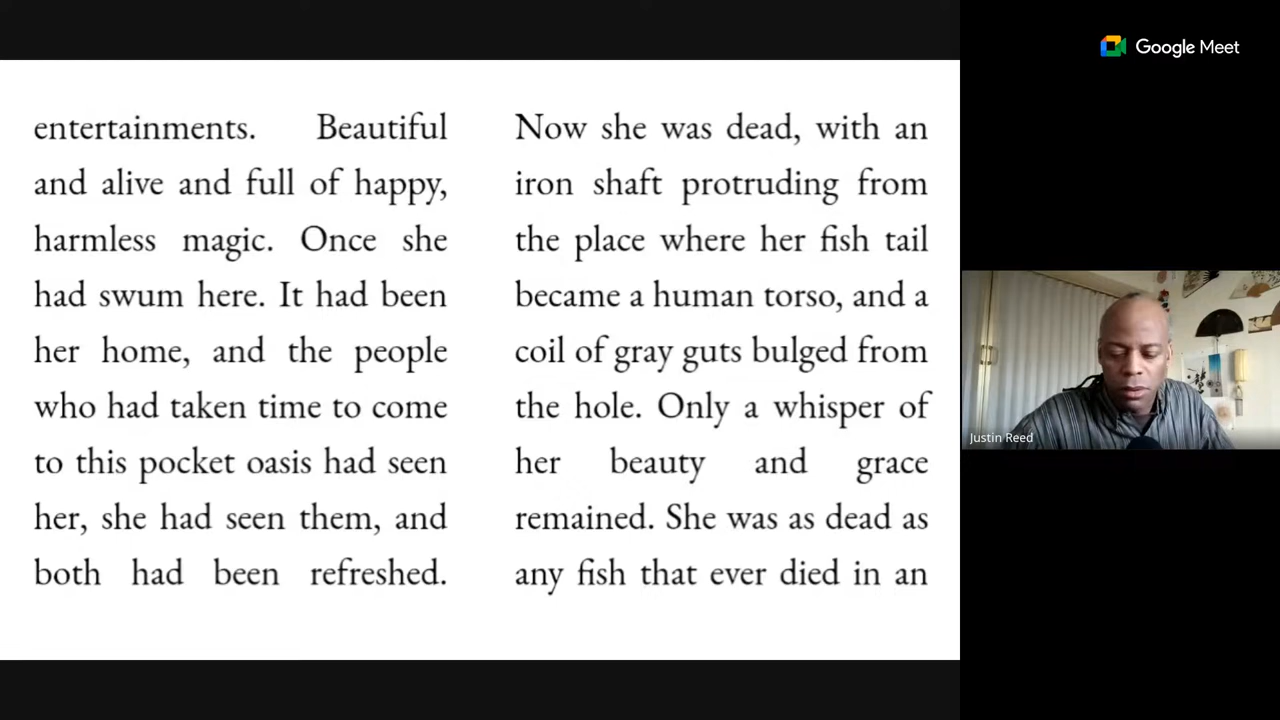 entertainments. Beautiful
and alive and full of happy,
harmless magic. Once she
had swum here. It had been
her home, and the people
who had taken time to come
to this pocket oasis had seen
her, she had seen them, and
both had been refreshed.
Now she was dead, with an
iron shaft protruding from
the place where her fish tail
became a human torso, and a
coil of gray guts bulged from
the hole. Only a whisper of
her beauty and grace
remained. She was as dead as
any fish that ever died in an
Google Meet
Justin Reed